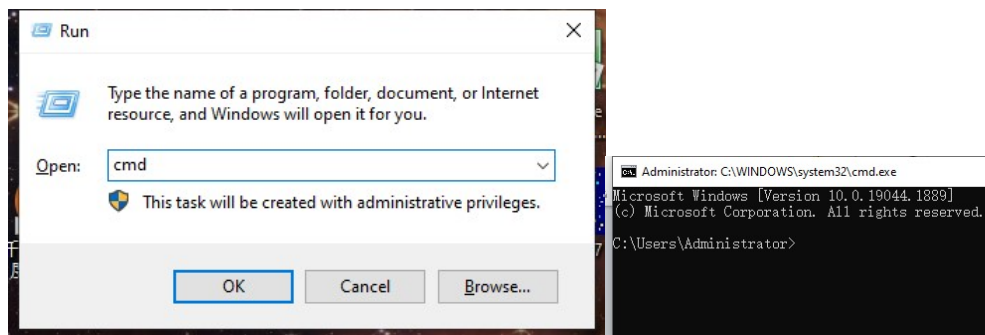 Run
Type the name of a program, folder, document, or Internet
resource, and Windows will open it for you.
Open:
cmd
This task will be created with administrative privileges.
OK
Cancel
Browse...
Administrator: C:\WINDOWS\system32\cmd.exe
Microsoft Windows [Version 10.0.19044.1889]
(c) Microsoft Corporation. All rights reserved.
C:\Users\Administrator>